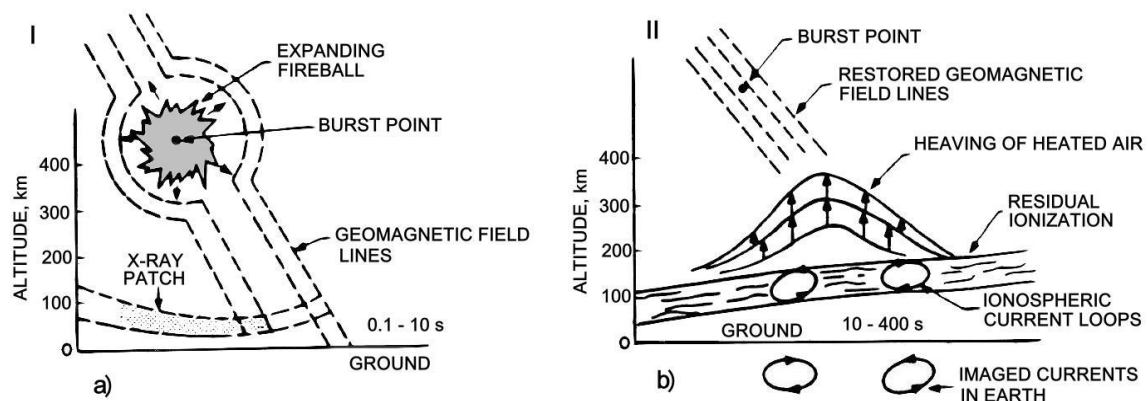 I
EXPANDING
FIREBALL
BURST POINT
400
300
200
100
0
ALTITUDE, km
X-RAY
PATCH
GEOMAGNETIC FIELD
LINES
0.1 - 10 s
GROUND
a)
II
BURST POINT
RESTORED GEOMAGNETIC
FIELD LINES
HEAVING OF HEATED AIR
400
300
200
100
0
ALTITUDE, km
RESIDUAL
IONIZATION
IONOSPHERIC
CURRENT LOOPS
GROUND
10 - 400 s
b)
IMAGED CURRENTS
IN EARTH